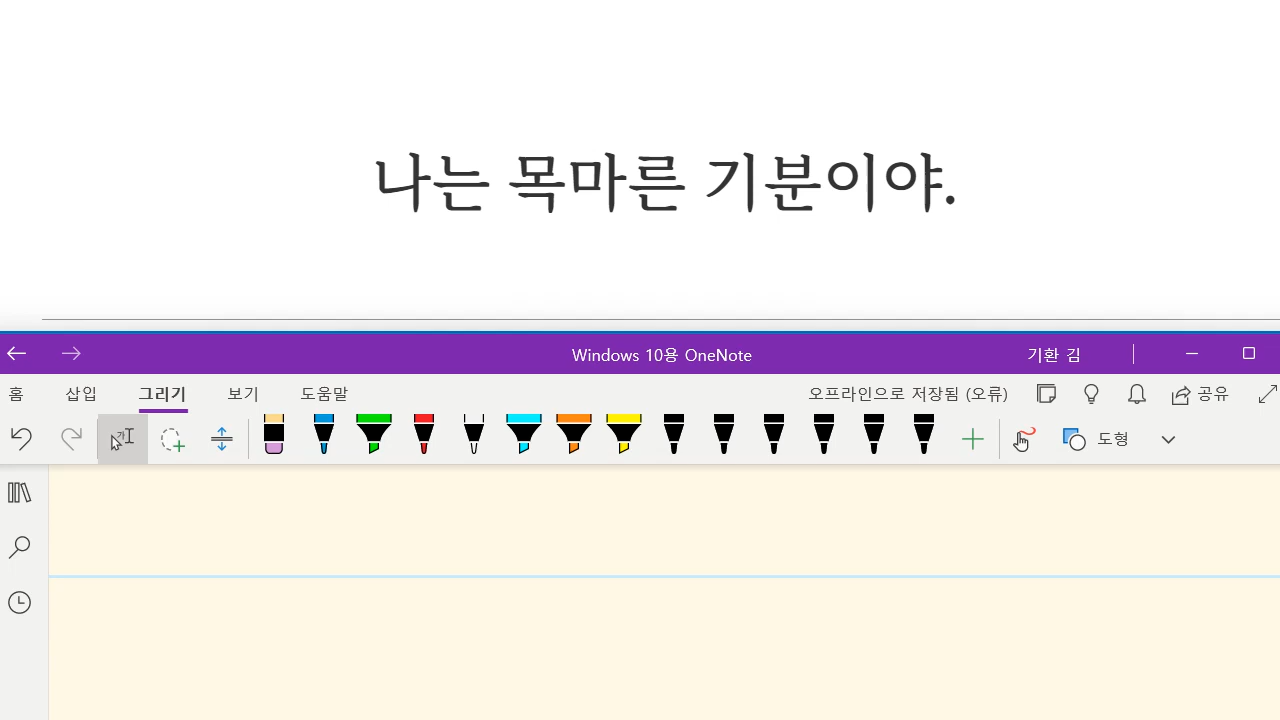 나는 목마른 기분이야.
Windows 10용 OneNote
기환 김
홈 삽입 그리기 보기 도움말 오프라인으로 저장됨 (오류) 공유
가 도형